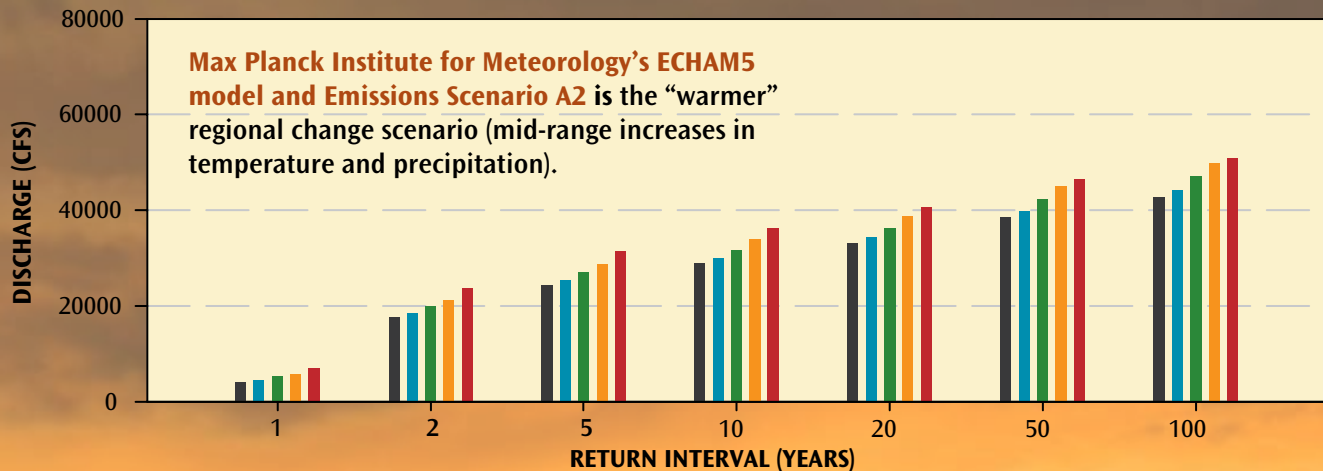 80000
60000
40000
20000
0
DISCHARGE (CFS)
Max Planck Institute for Meteorology’s ECHAM5
model and Emissions Scenario A2 is the “warmer”
regional change scenario (mid-range increases in
temperature and precipitation).
1 2 5 10 20 50 100
RETURN INTERVAL (YEARS)